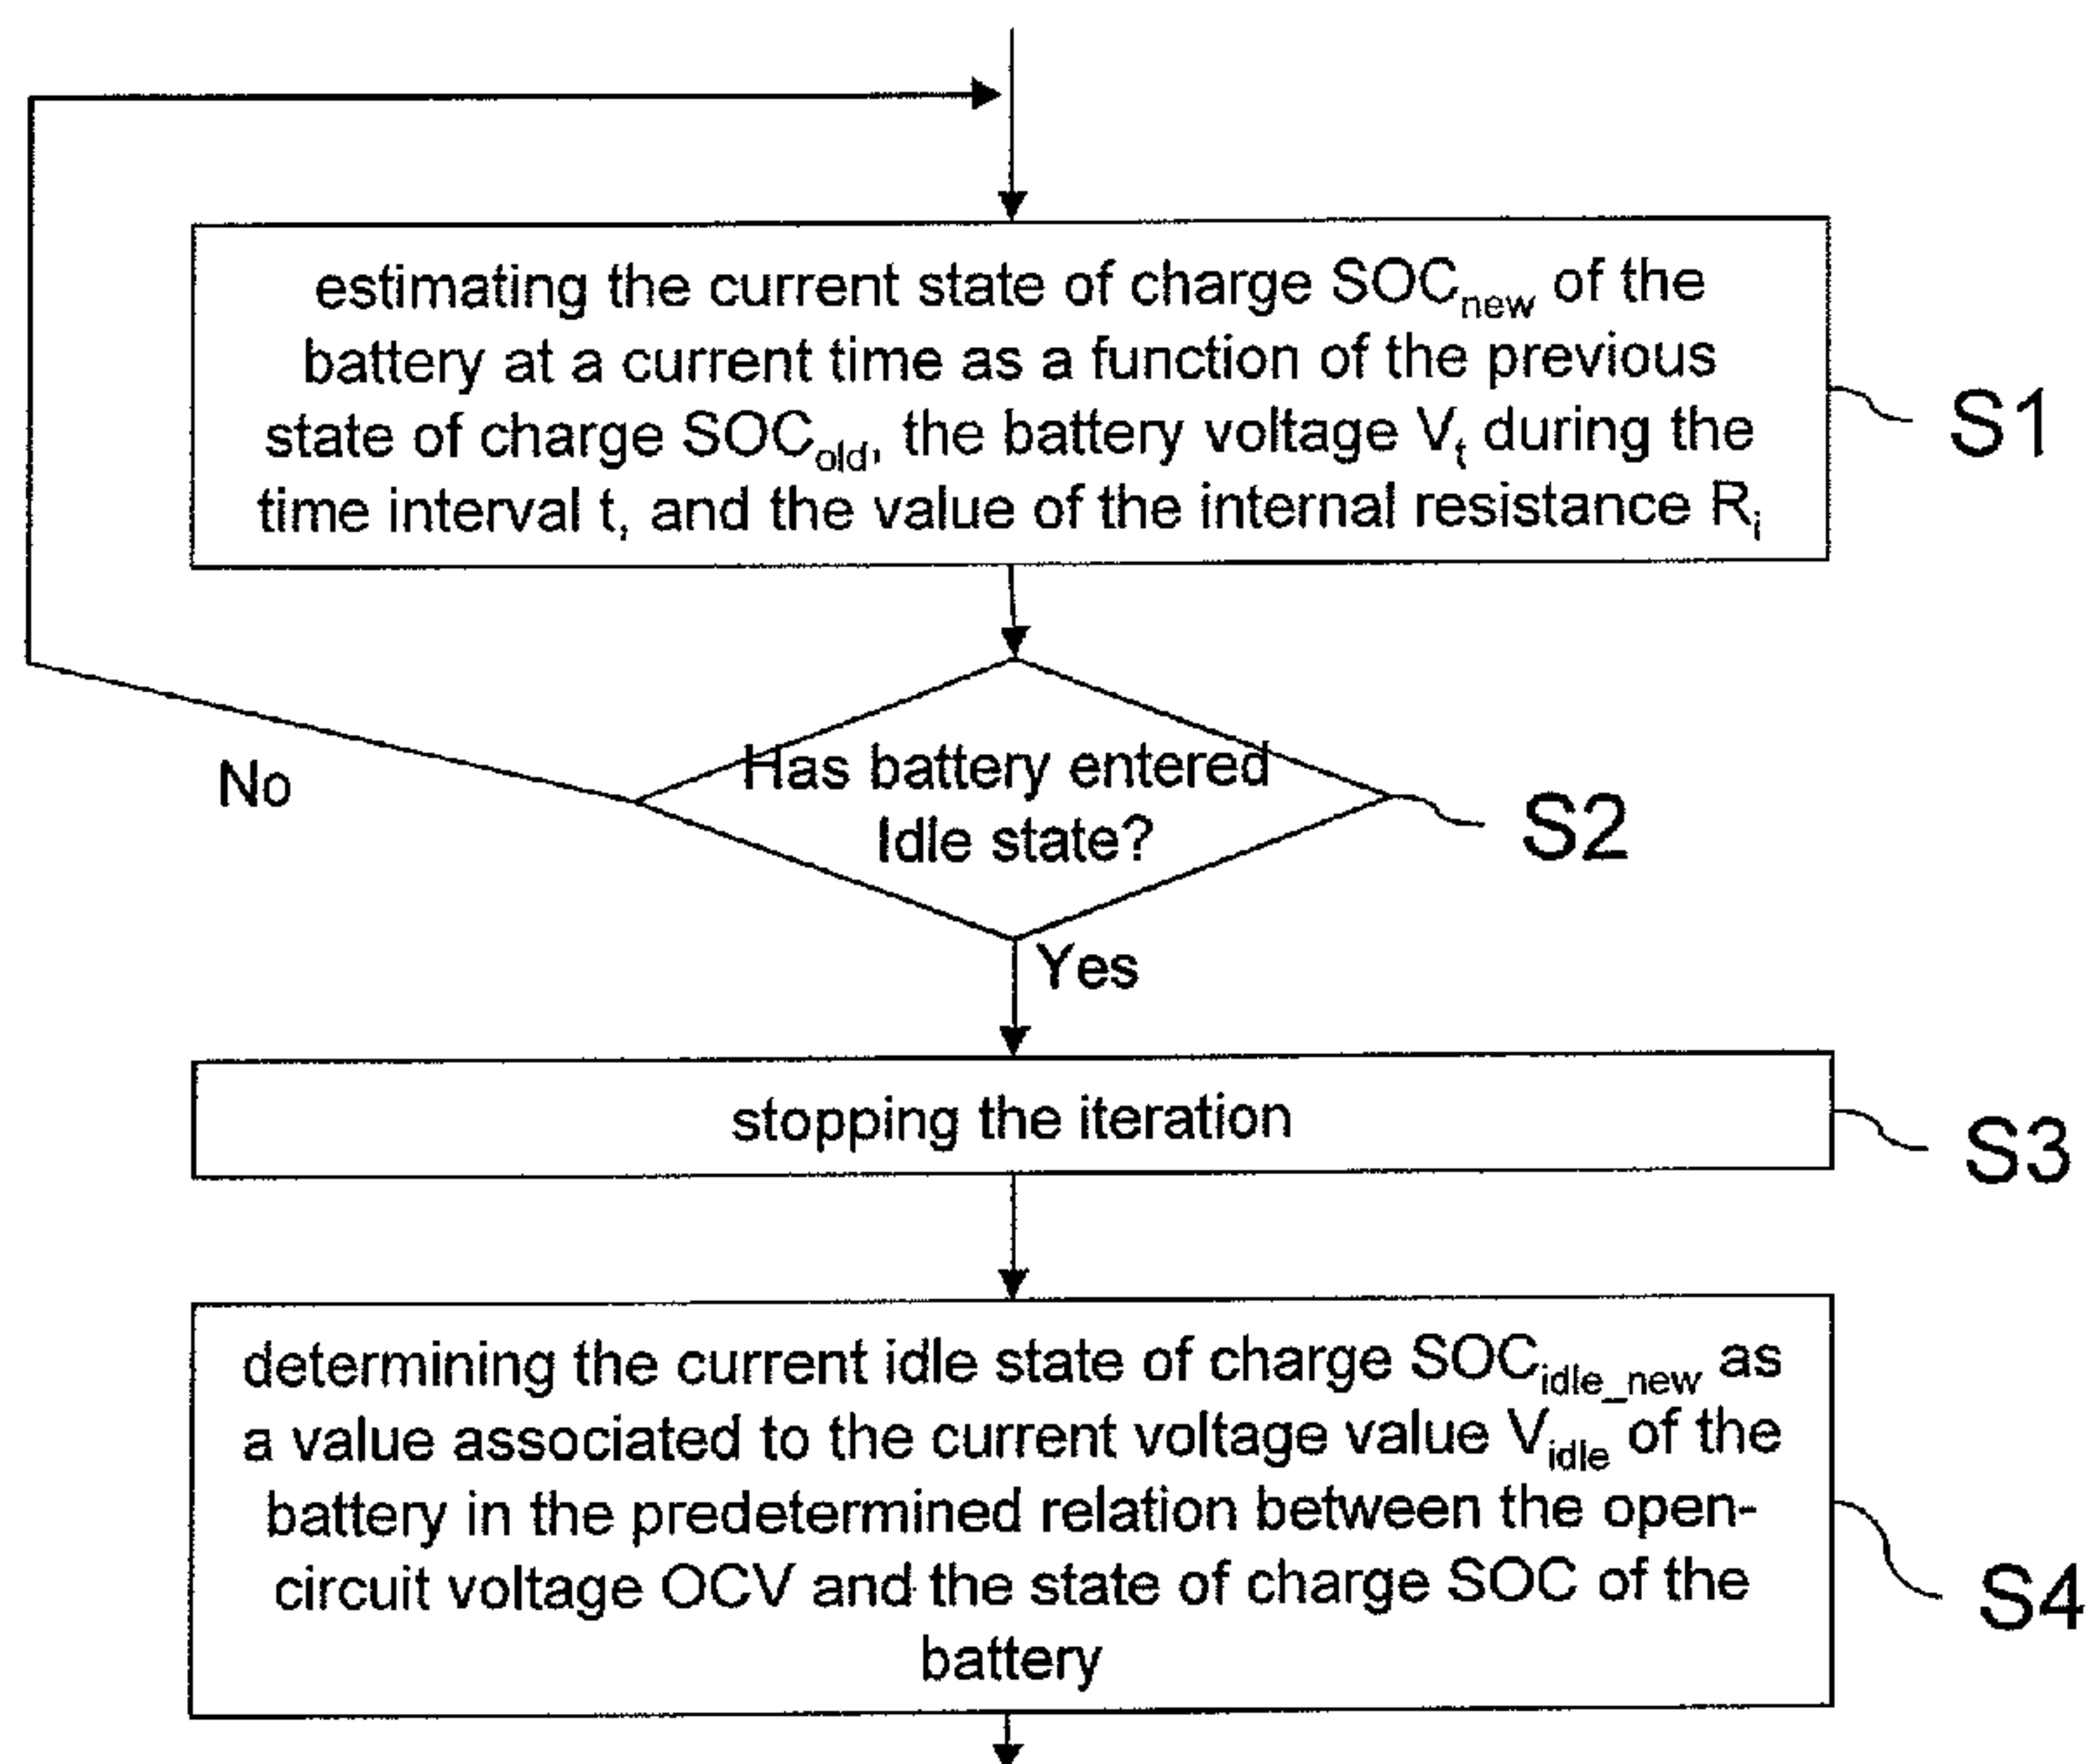 estimating the current state of charge SOCnew of the
battery at a current time as a function of the previous
state of charge SOCold, the battery voltage Vt during the
time interval t, and the value of the internal resistance Ri
S1
Has battery entered
Idle state?
S2
No
Yes
stopping the iteration
S3
determining the current idle state of charge SOCidle_new as
a value associated to the current voltage value Vidle of the
battery in the predetermined relation between the open-
circuit voltage OCV and the state of charge SOC of the
battery
S4